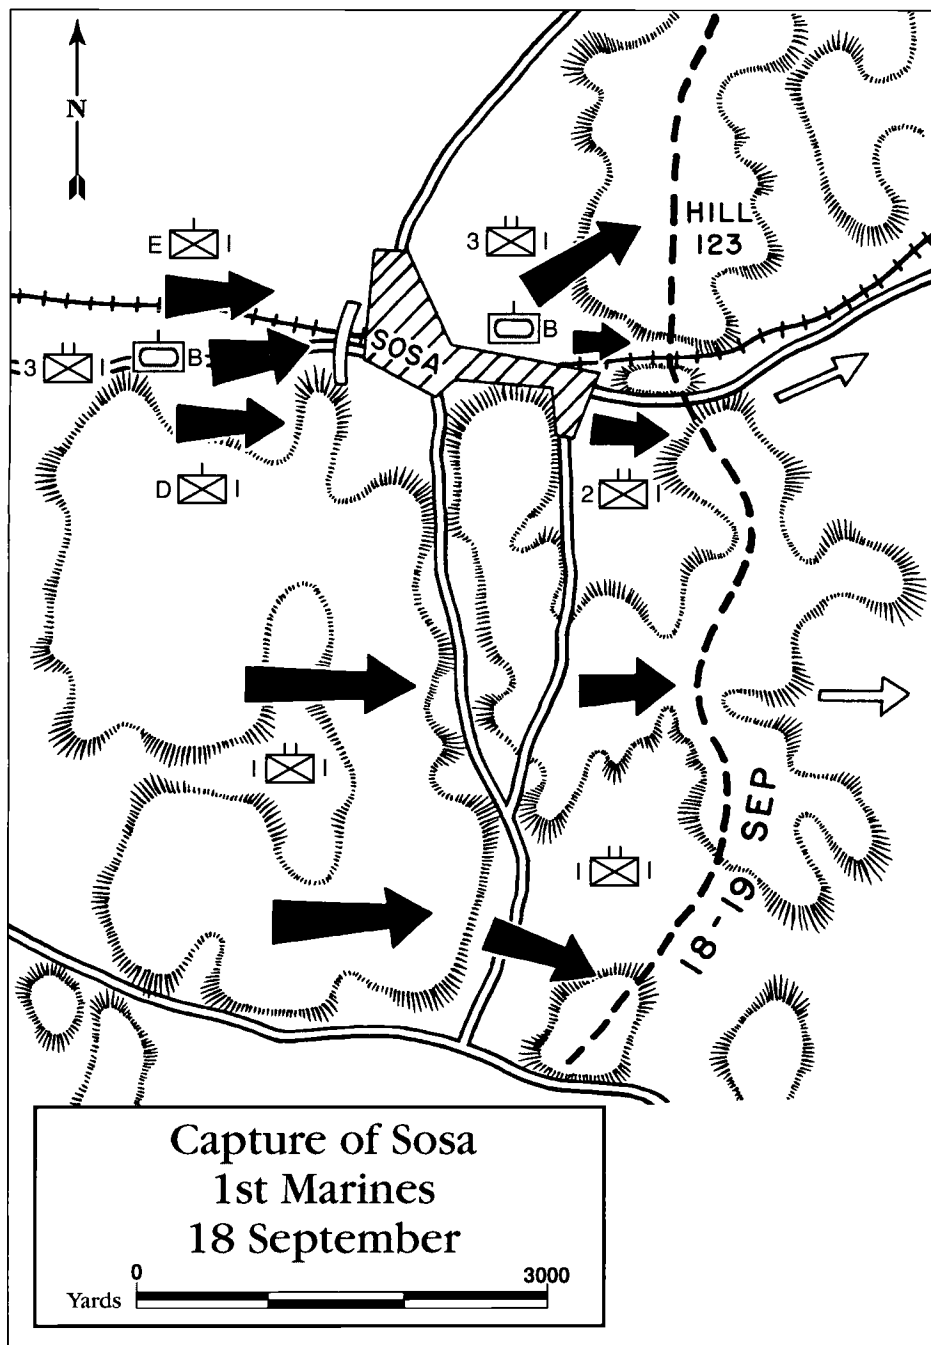 N
E I
3 I
HILL
123
B
SOSA
3 I
B
D I
2 I
I I
I I
18-19 SEP
Capture of Sosa
1st Marines
18 September
0 3000
Yards